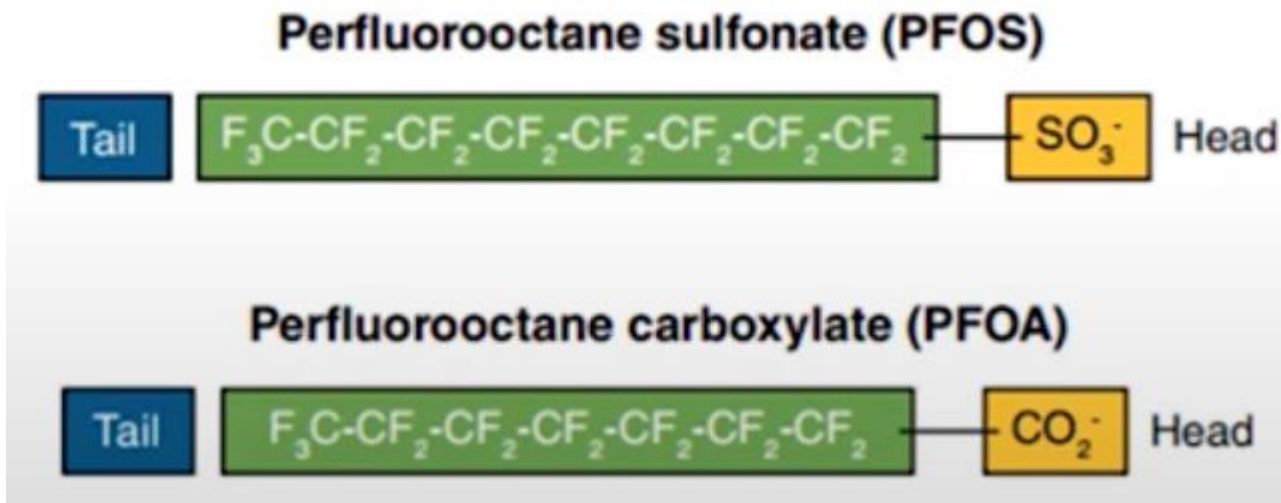 Perfluorooctane sulfonate (PFOS)
Tail F₃C-CF₂-CF₂-CF₂-CF₂-CF₂-CF₂-CF₂ SO₃⁻ Head
Perfluorooctane carboxylate (PFOA)
Tail F₃C-CF₂-CF₂-CF₂-CF₂-CF₂-CF₂ CO₂⁻ Head